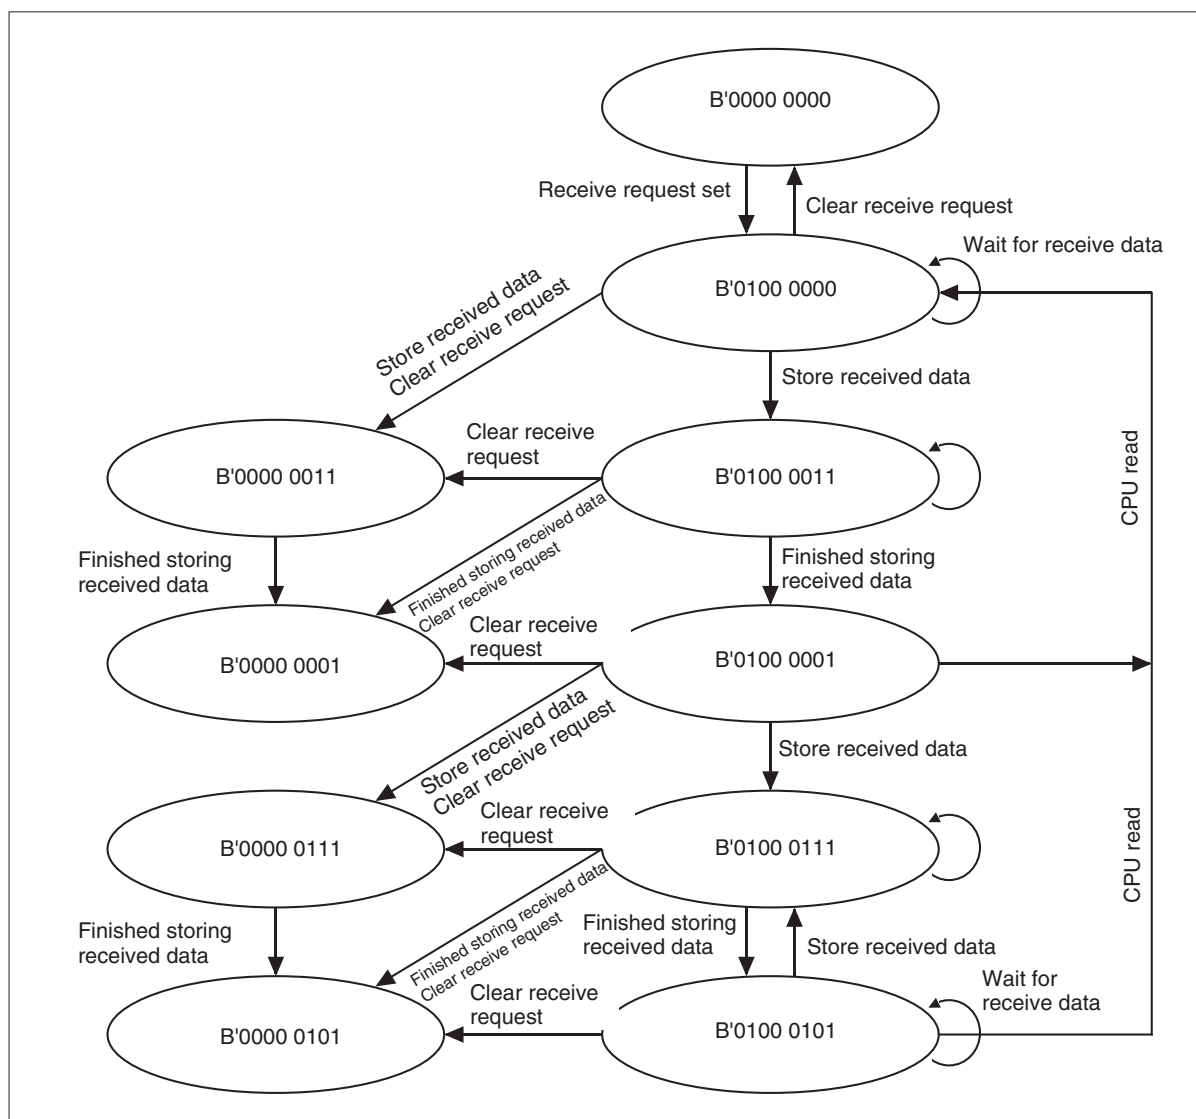 B'0000 0000
Receive request set
Clear receive request
Wait for receive data
B'0100 0000
Store received data
Clear receive request
Store received data
Clear receive
request
B'0000 0011
B'0100 0011
CPU read
Finished storing
received data
Finished storing received data
Clear receive request
Finished storing
received data
Clear receive
request
B'0000 0001
B'0100 0001
Store received data
Clear receive request
Store received data
Clear receive
request
B'0000 0111
B'0100 0111
CPU read
Finished storing
received data
Finished storing received data
Clear receive request
Finished storing
received data
Store received data
Clear receive
request
Wait for
receive data
B'0000 0101
B'0100 0101